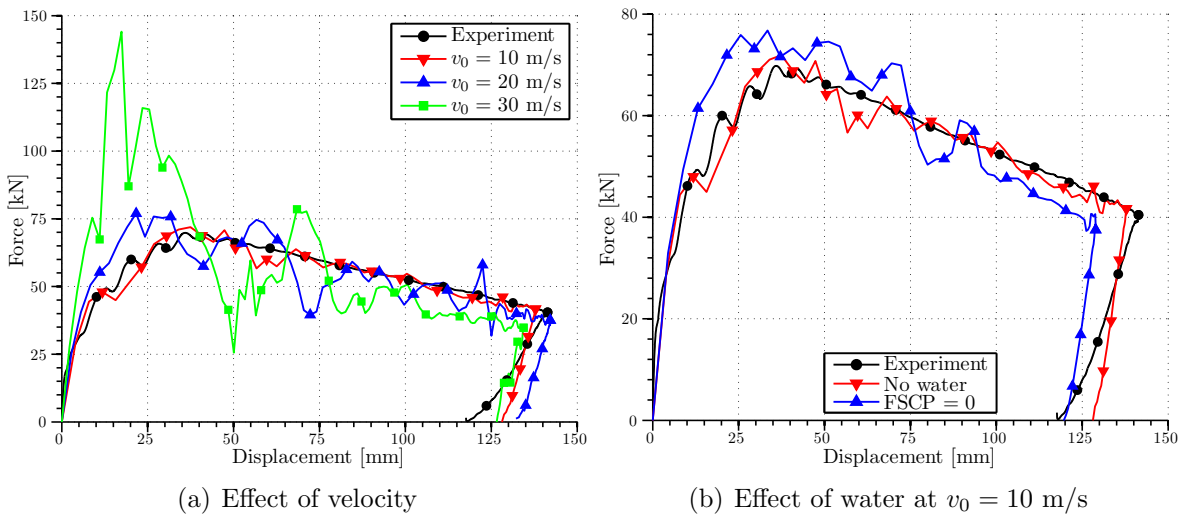 150
125
100
75
50
25
0
Force [kN]
0 25 50 75 100 125 150
Displacement [mm]
Experiment
v₀ = 10 m/s
v₀ = 20 m/s
v₀ = 30 m/s
(a) Effect of velocity
80
60
40
20
0
Force [kN]
0 25 50 75 100 125 150
Displacement [mm]
Experiment
No water
FSCP = 0
(b) Effect of water at v₀ = 10 m/s